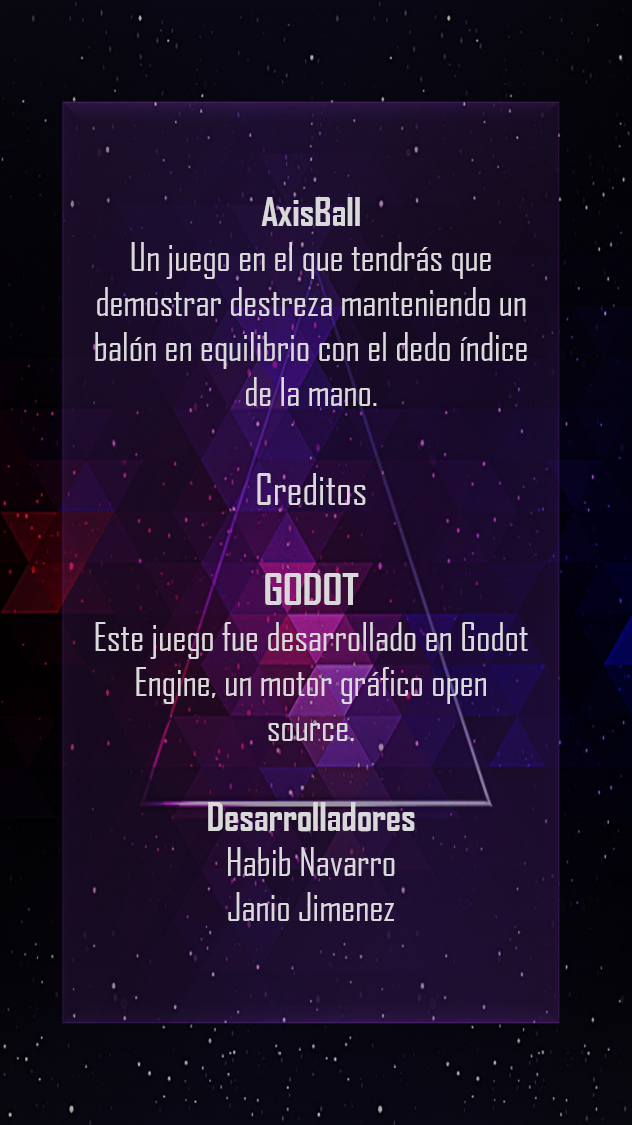 AxisBall
Un juego en el que tendrás que
demostrar destreza manteniendo un
balón en equilibrio con el dedo índice
de la mano.
Creditos
GODOT
Este juego fue desarrollado en Godot
Engine, un motor gráfico open
source.
Desarrolladores
Habib Navarro
Janio Jimenez